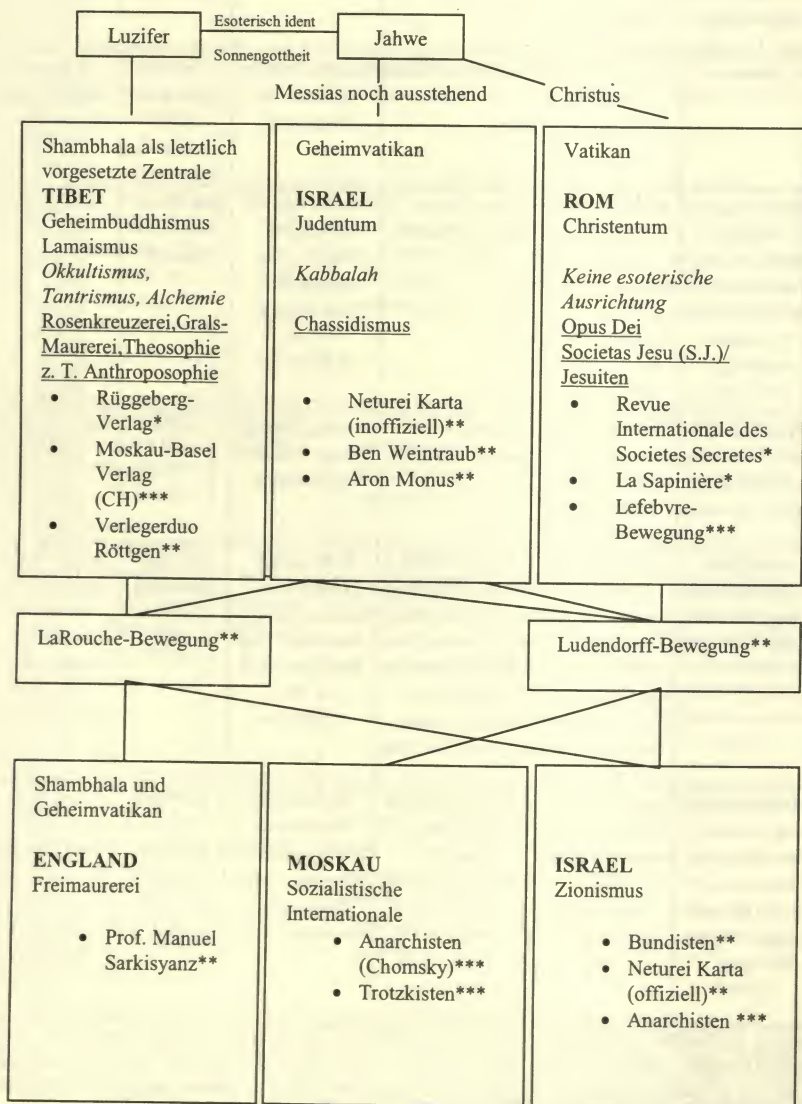 Luzifer
Esoterisch ident
Sonnengottheit
Jahwe
Messias noch ausstehend
Christus
Shambhala als letztlich
vorgesetzte Zentrale
TIBET
Geheimbuddhismus
Lamaismus
Okkultismus,
Tantrismus, Alchemie
Rosenkreuzerei,Grals-
Maurerei,Theosophie
z. T. Anthroposophie
• Rüggeberg-
Verlag*
• Moskau-Basel
Verlag
(CH)***
• Verlegerduo
Röttgen**
Geheimvatikan
ISRAEL
Judentum
Kabbalah
Chassidismus
• Neturei Karta
(inoffiziell)**
• Ben Weintraub**
• Aron Monus**
Vatikan
ROM
Christentum
Keine esoterische
Ausrichtung
Opus Dei
Societas Jesu (S.J.)/
Jesuiten
• Revue
Internationale des
Societes Secretes*
• La Sapinière*
• Lefebvre-
Bewegung***
LaRouche-Bewegung**
Ludendorff-Bewegung**
Shambhala und
Geheimvatikan
ENGLAND
Freimaurerei
• Prof. Manuel
Sarkisyanz**
MOSKAU
Sozialistische
Internationale
• Anarchisten
(Chomsky)***
• Trotzkisten***
ISRAEL
Zionismus
• Bundisten**
• Neturei Karta
(offiziell)**
• Anarchisten ***